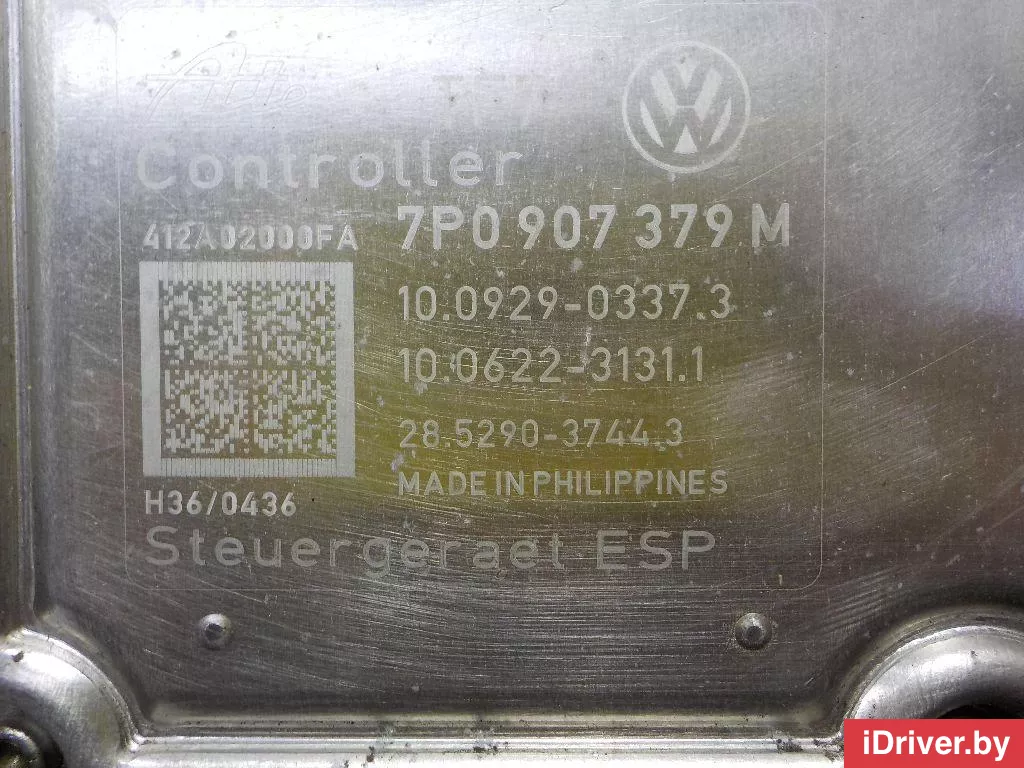 Ate
Controller
412A02000FA 7P0 907 379 M
10.0929-0337.3
10.0622-3131.1
28.5290-3744.3
MADE IN PHILIPPINES
H36/0436
Steuergeraet ESP
iDriver.by